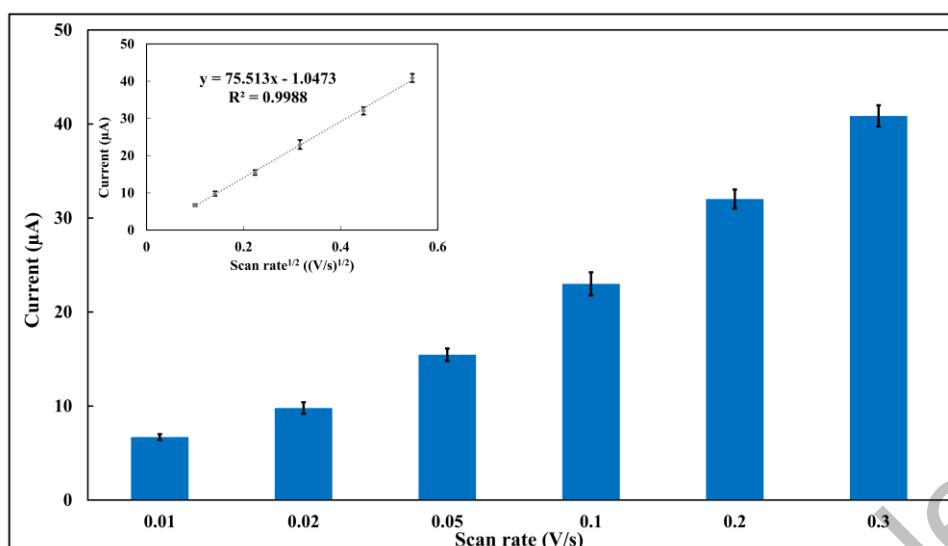 50
40
30
20
10
0
Current (µA)
50
40
30
20
10
0
Current (µA)
y = 75.513x - 1.0473
R² = 0.9988
0 0.2 0.4 0.6
Scan rate1/2 ((V/s)1/2)
0.01 0.02 0.05 0.1 0.2 0.3
Scan rate (V/s)